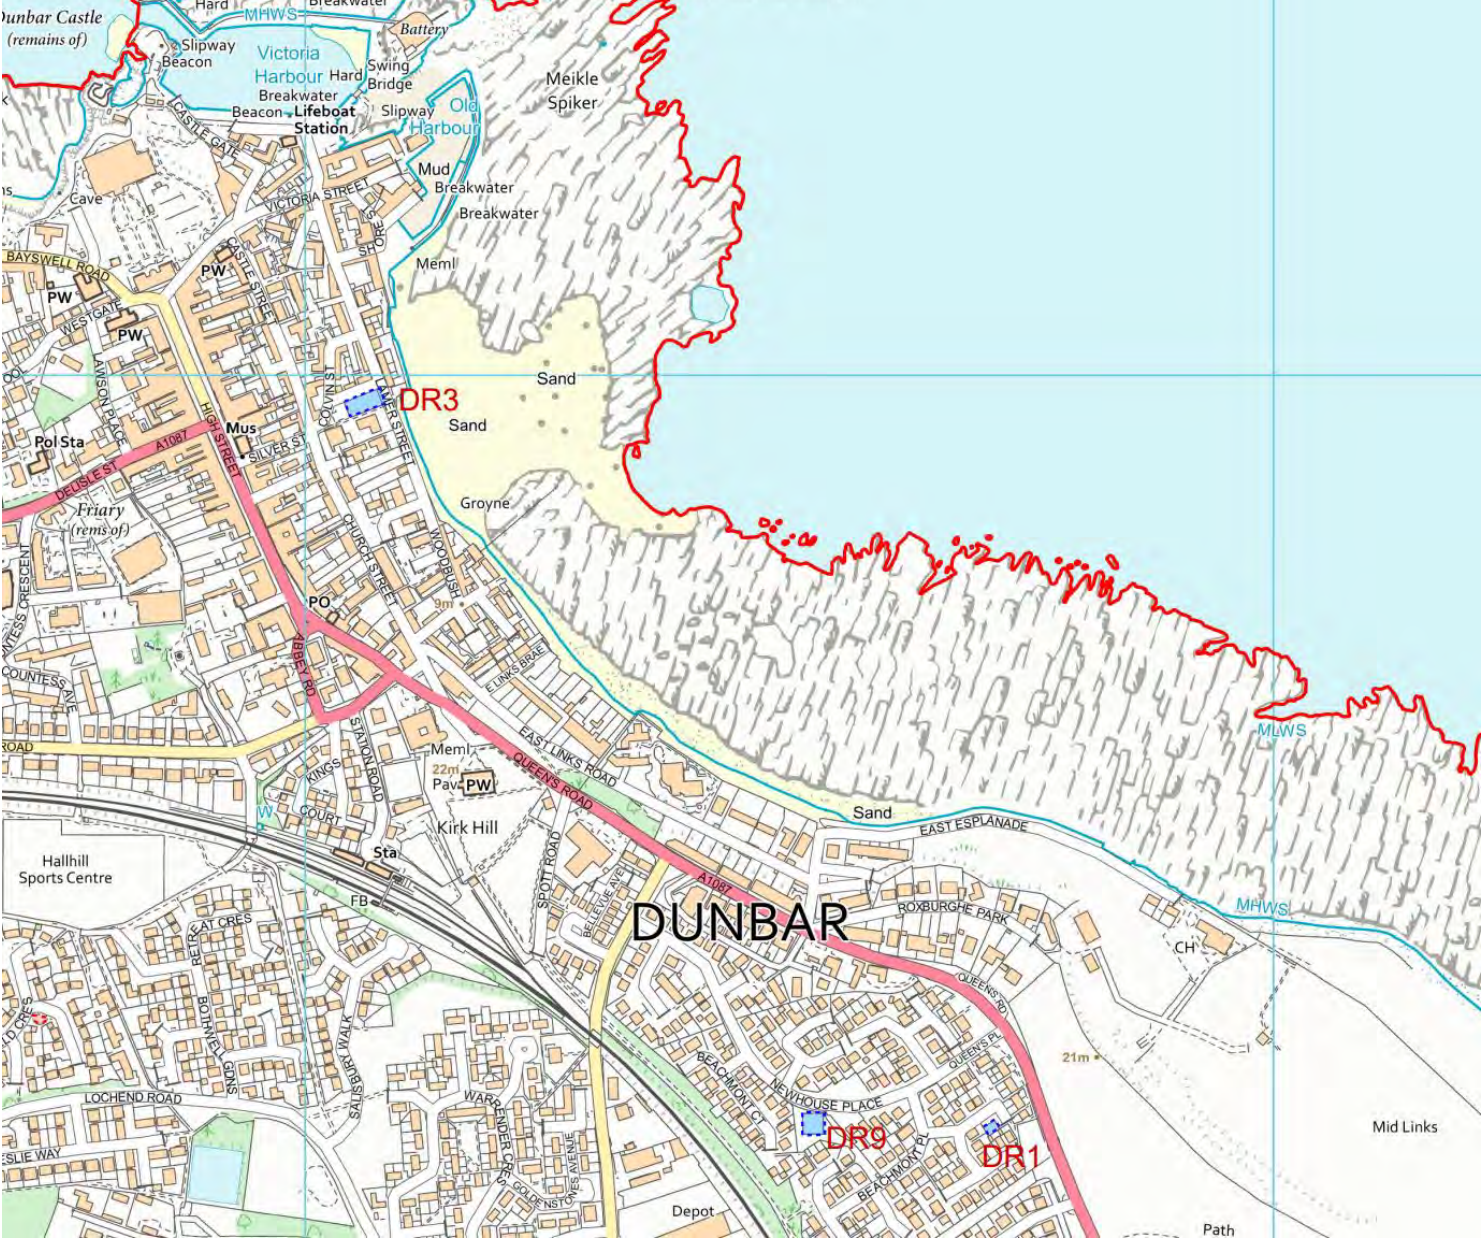 Dunbar Castle
(remains of)
Slipway
Beacon
Hard
Breakwater
MHWS
Victoria
Harbour
Hard
Battery
Swing
Bridge
Breakwater
Beacon
Lifeboat
Station
Slipway
Old
Harbour
CASTLE GATE
Mud
Breakwater
Breakwater
Meikle
Spiker
Cave
VICTORIA STREET
SHORE
BAYSWELL ROAD
PW
CASTLE STREET
Meml
PW
WESTGATE
PW
LAWSON PLACE
COLVIN ST
LAMER STREET
DR3
Sand
Sand
HIGH STREET
Mus
SILVER ST
Pol Sta
A1087
DELISLE ST
Friary
(rems of)
Groyne
CHURCH STREET
WOODBUSH
9m
PO
ABBEY RD
E LINKS BRAE
COUNTESS CRESCENT
COUNTESS AVE
ROAD
STATION ROAD
Meml
22m
Pav
PW
EAST LINKS ROAD
QUEEN'S ROAD
KINGS
COURT
W
Kirk Hill
Sta
Hallhill
Sports Centre
FB
SPOTT ROAD
BELLEVUE AVE
A1087
Sand
EAST ESPLANADE
MLWS
MHWS
DUNBAR
ROXBURGHE PARK
CH
RETREAT CRES
BOTHWELL GDNS
SALISBURY WALK
LOCHEND ROAD
QUEENS RD
QUEEN'S PL
21m
BEACHMONT CT
NEWHOUSE PLACE
DR9
DR1
BEACHMONT PL
WARRENDER CRES
GOLDENSTONES AVENUE
Mid Links
Depot
Path